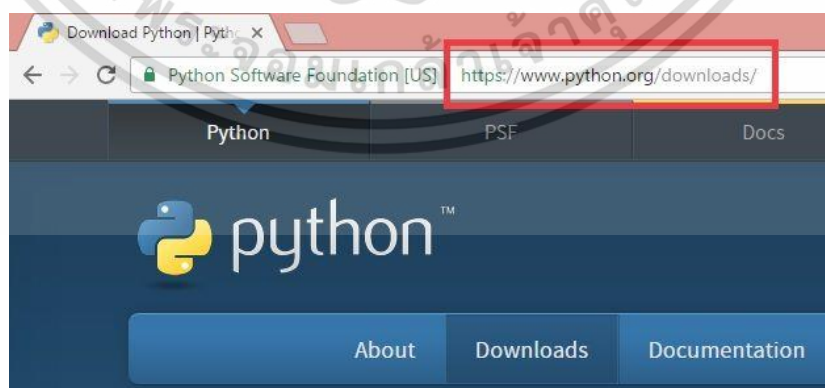 Download Python | Pyth
Python Software Foundation [US] https://www.python.org/downloads/
Python PSF Docs
python™
About Downloads Documentation